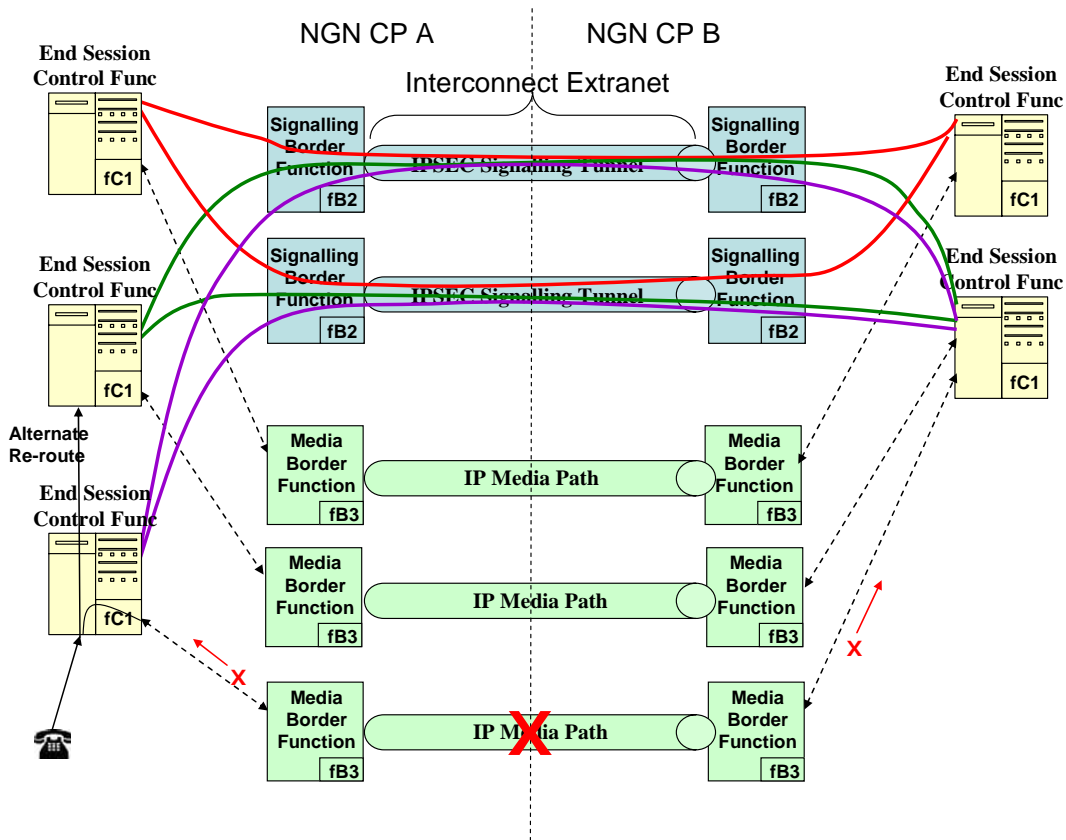 NGN CP A
NGN CP B
Interconnect Extranet
End Session
Control Func
fC1
Signalling
Border
Function
fB2
IPSEC Signalling Tunnel
Signalling
Border
Function
fB2
End Session
Control Func
fC1
End Session
Control Func
fC1
Signalling
Border
Function
fB2
IPSEC Signalling Tunnel
Signalling
Border
Function
fB2
End Session
Control Func
fC1
Alternate
Re-route
Media
Border
Function
fB3
IP Media Path
Media
Border
Function
fB3
End Session
Control Func
fC1
Media
Border
Function
fB3
IP Media Path
Media
Border
Function
fB3
X
X
Media
Border
Function
fB3
IP Media Path
X
Media
Border
Function
fB3